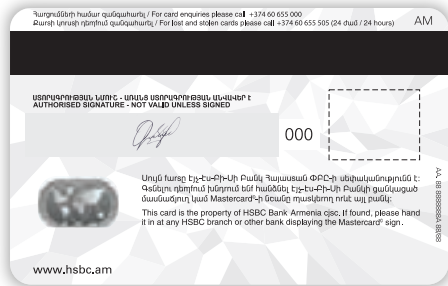 Հարցումների համար զանգահարել / For card enquiries please call +374 60 655 000
Քարտի կորստի դեպքում զանգահարել / For lost and stolen cards please call +374 60 655 505 (24 ժամ / 24 hours)
AM
ՍՏՈՐԱԳՐՈՒԹՅԱՆ ՆՄՈՒՇ - ԱՌԱՆՑ ՍՏՈՐԱԳՐՈՒԹՅԱՆ ԱՆՎԱՎԵՐ Է
AUTHORISED SIGNATURE - NOT VALID UNLESS SIGNED
000
Սույն քարտը Էյչ-Էս-Բի-Սի Բանկ Հայաստան ФԲԸ-ի սեփականությունն է:
Գտնելու դեպքում խնդրում ենք հանձնել Էյչ-Էս-Բի-Սի Բանկի ցանկացած
մասնաճյուղ կամ Mastercard®-ի նշանը
այլ բանկ:
This card is the property of HSBC Bank Armenia cjsc. If found, please hand
it in at any HSBC branch or other bank displaying the Mastercard® sign.
www.hsbc.am